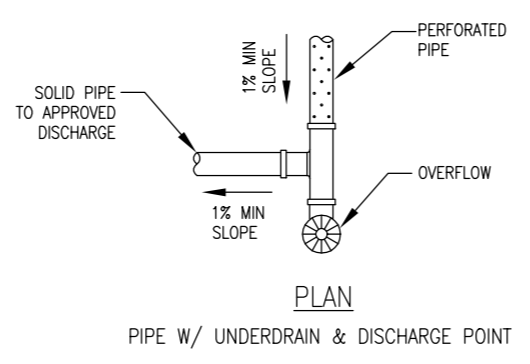 PERFORATED
PIPE
1% MIN
SLOPE
SOLID PIPE
TO APPROVED
DISCHARGE
OVERFLOW
1% MIN
SLOPE
PLAN
PIPE W/ UNDERDRAIN & DISCHARGE POINT